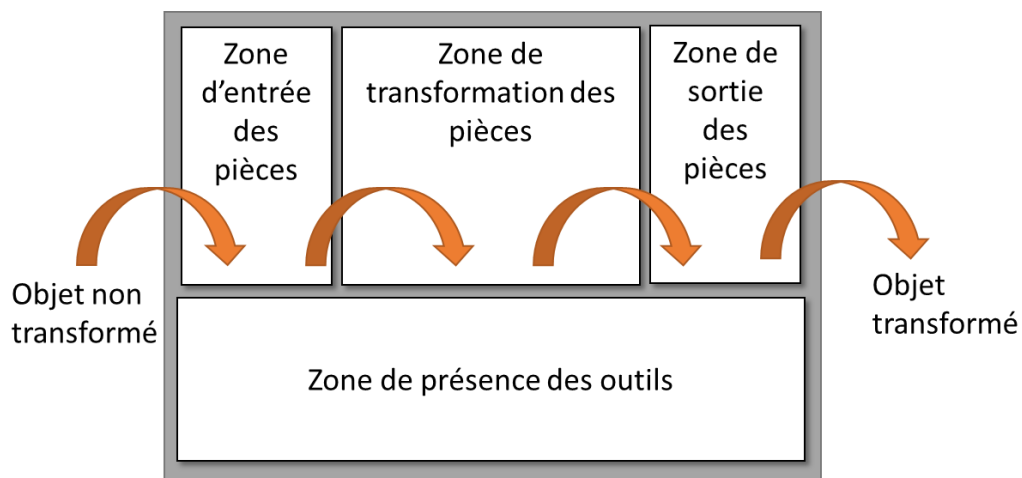 Zone
d’entrée
des
pièces
Zone de
transformation des
pièces
Zone de
sortie
des
pièces
Objet non
transformé
Objet
transformé
Zone de présence des outils